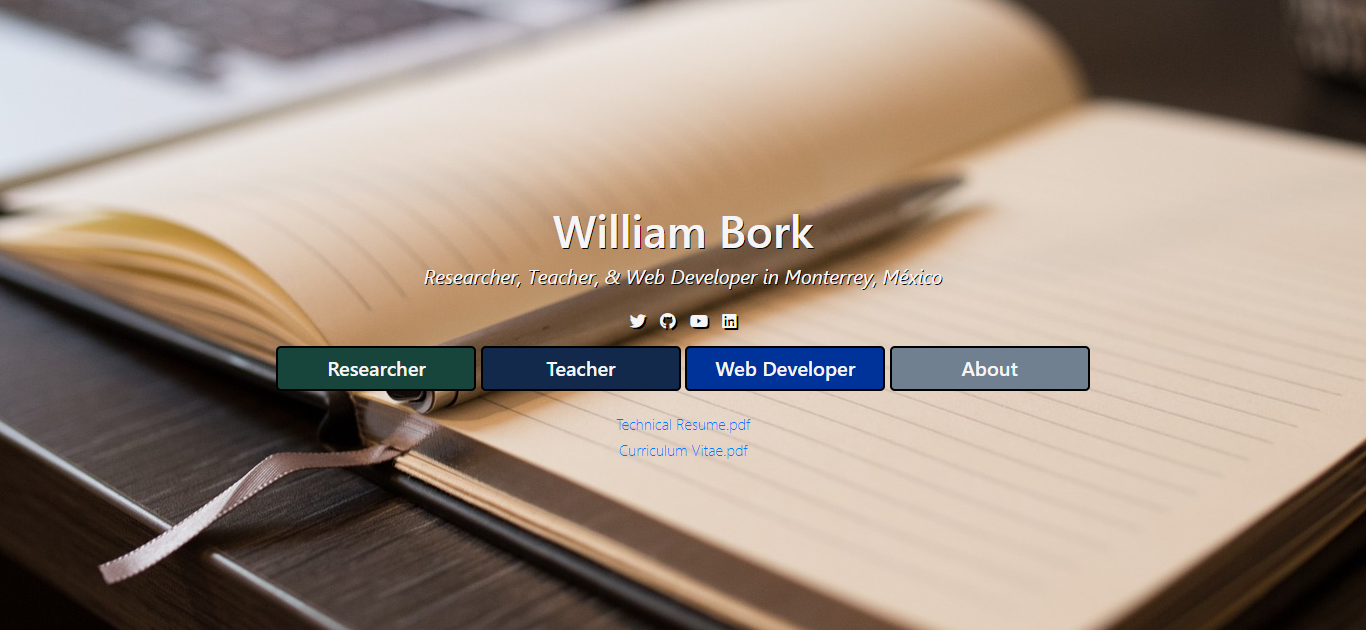 William Bork
Researcher, Teacher, & Web Developer in Monterrey, México
Researcher Teacher Web Developer About
Technical Resume.pdf
Curriculum Vitae.pdf